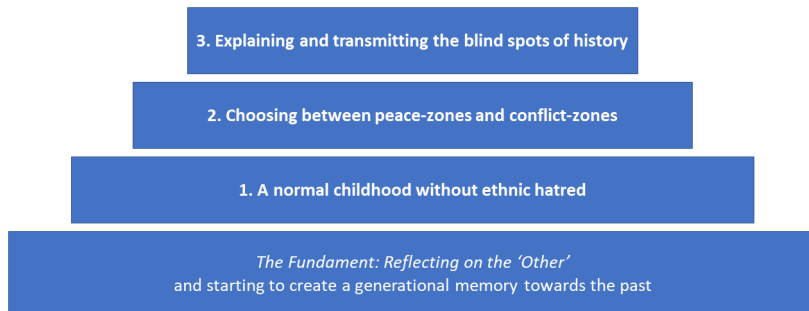 3. Explaining and transmitting the blind spots of history
2. Choosing between peace-zones and conflict-zones
1. A normal childhood without ethnic hatred
The Fundament: Reflecting on the ‘Other’
and starting to create a generational memory towards the past